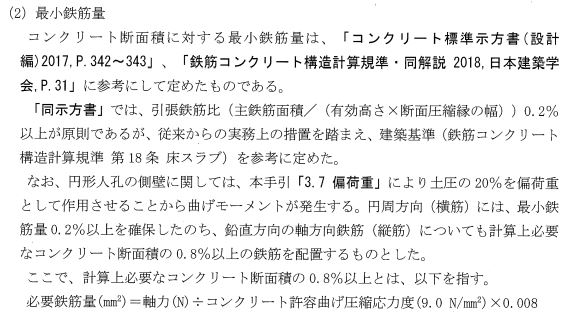 (2) 最小鉄筋量
コンクリート断面積に対する最小鉄筋量は、「コンクリート標準示方書(設計
編)2017,P.342~343」、「鉄筋コンクリート構造計算規準・同解説 2018,日本建築学
会,P.31」に参考にして定めたものである。
「同示方書」では、引張鉄筋比(主鉄筋面積/(有効高さ×断面圧縮縁の幅))0.2%
以上が原則であるが、従来からの実務上の措置を踏まえ、建築基準(鉄筋コンクリート
構造計算規準 第18条 床スラブ)を参考に定めた。
なお、円形人孔の側壁に関しては、本手引「3.7 偏荷重」により土圧の20%を偏荷重
として作用させることから曲げモーメントが発生する。円周方向(横筋)には、最小鉄
筋量0.2%以上を確保したのち、鉛直方向の軸方向鉄筋(縦筋)についても計算上必要
なコンクリート断面積の0.8%以上の鉄筋を配置するものとした。
ここで、計算上必要なコンクリート断面積の0.8%以上とは、以下を指す。
必要鉄筋量(mm²)=軸力(N)÷コンクリート許容曲げ圧縮応力度(9.0 N/mm²)×0.008